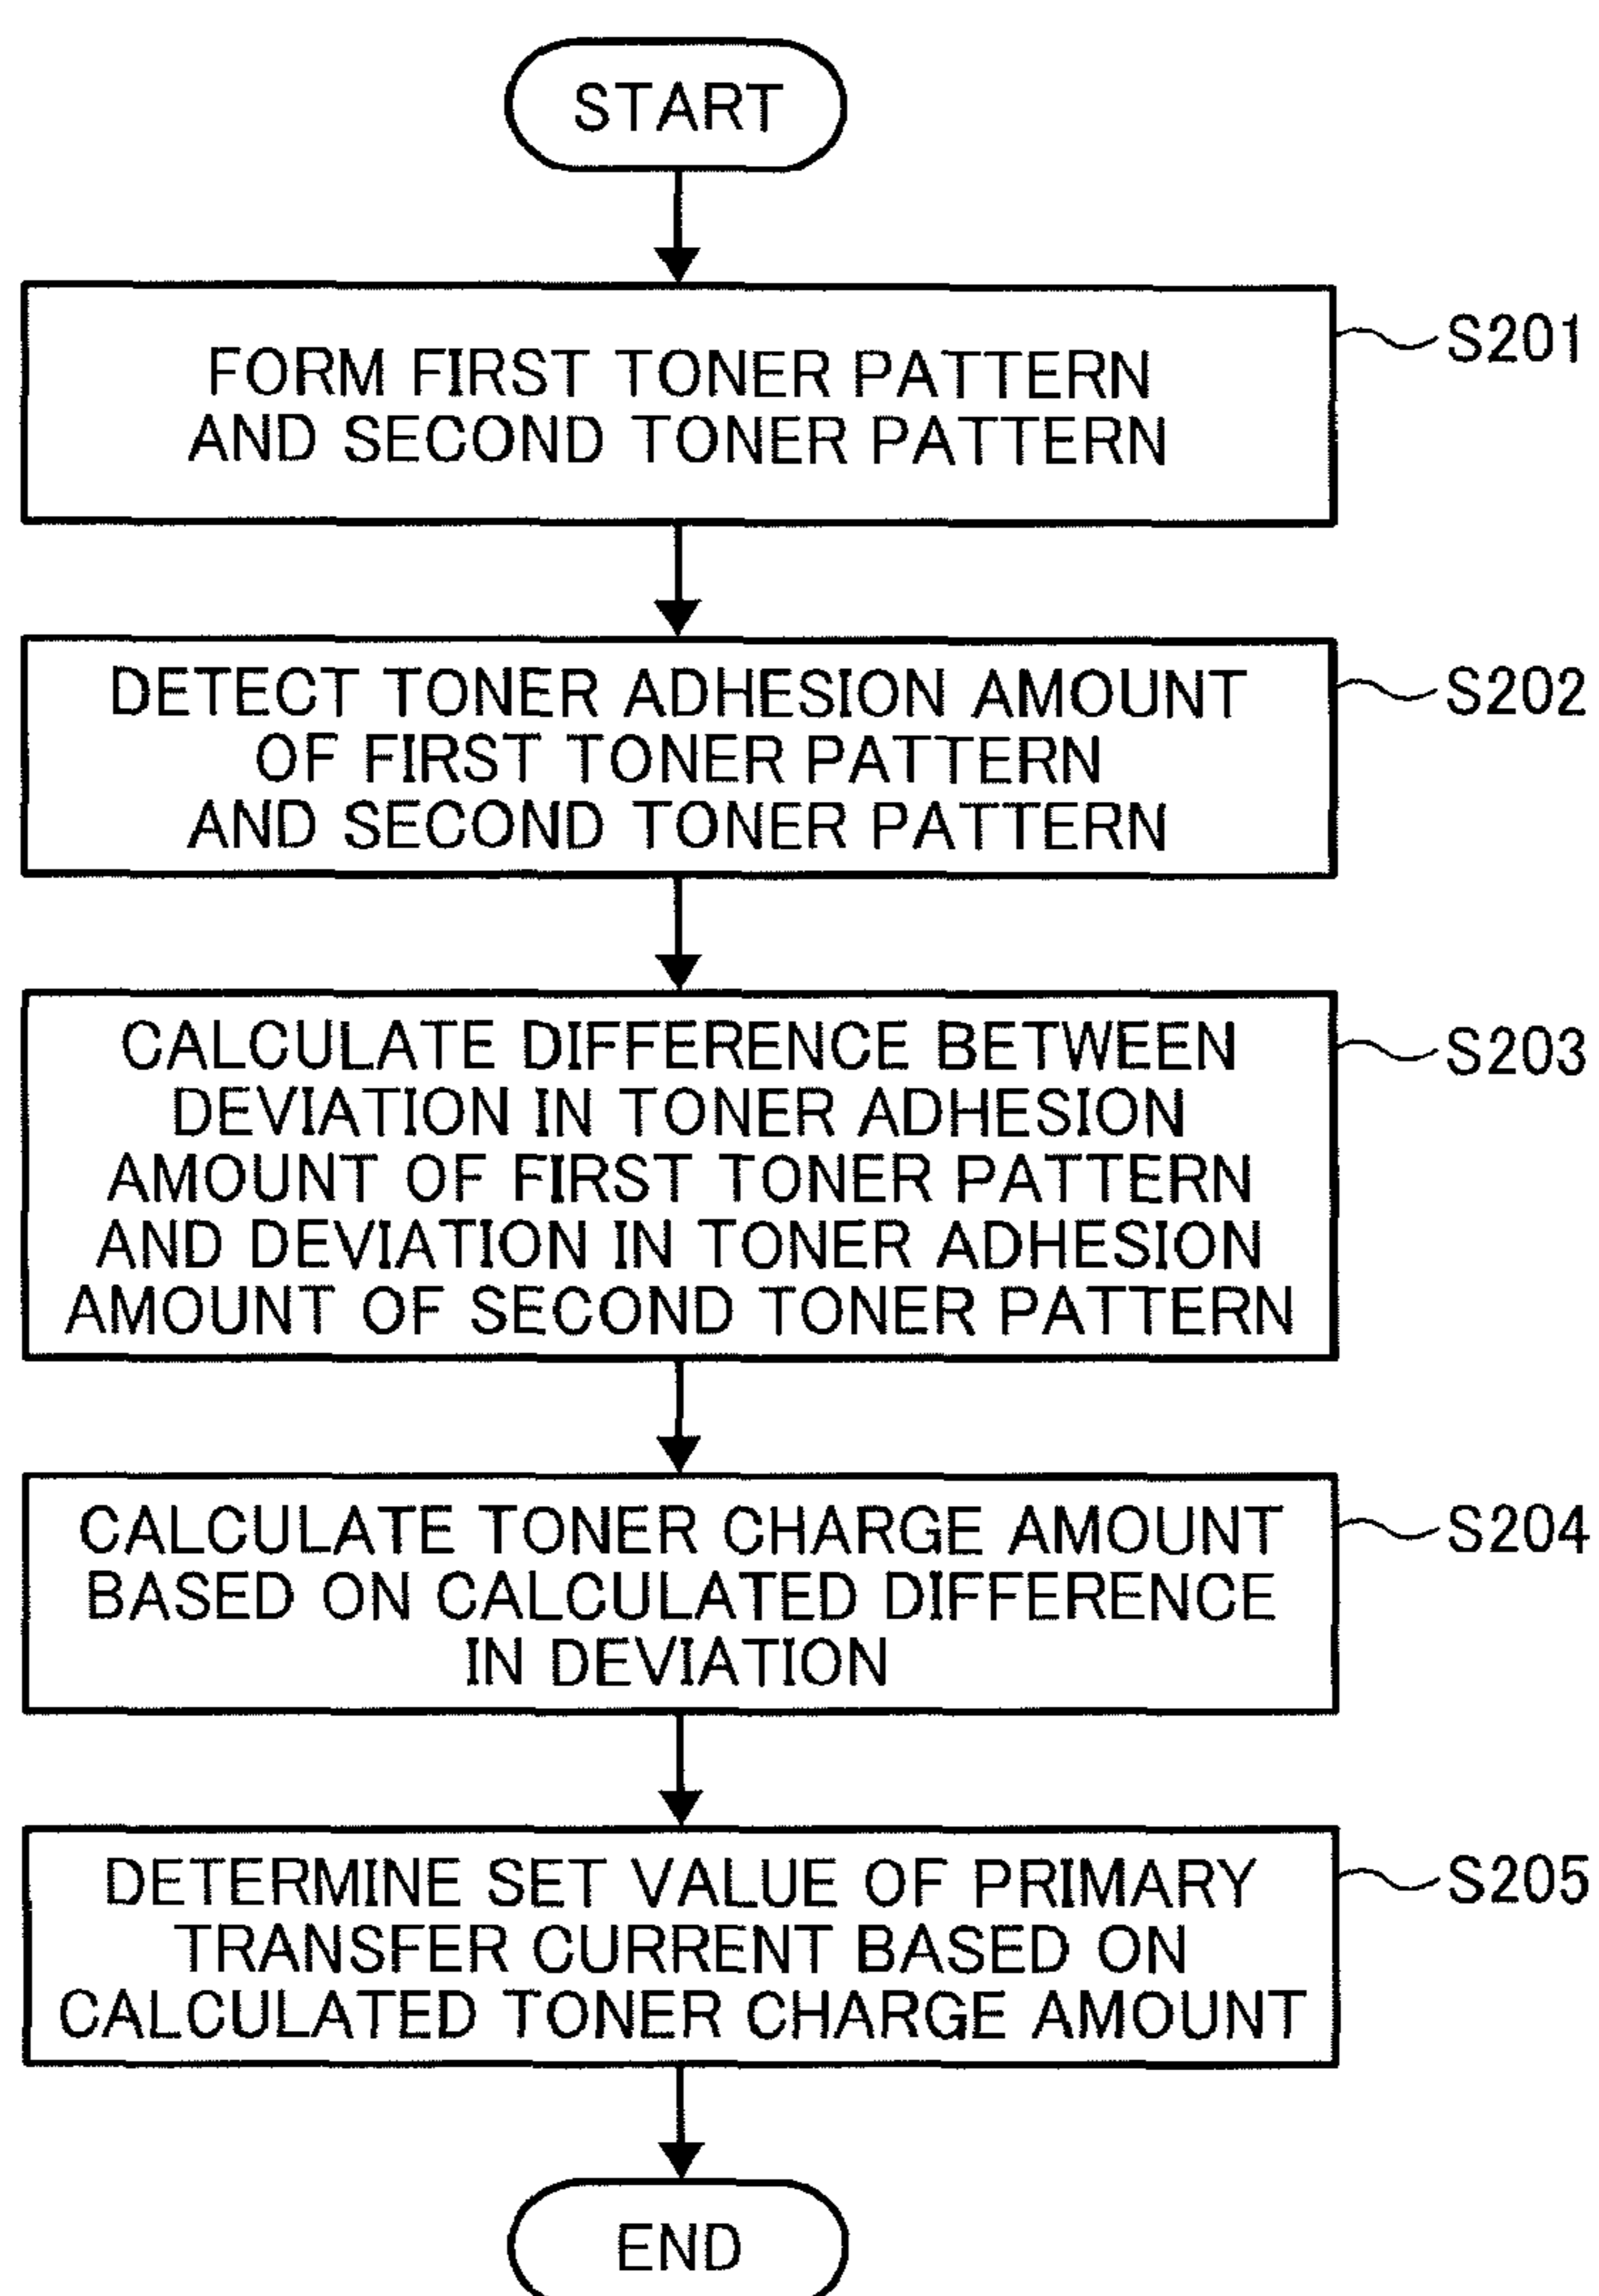 START
FORM FIRST TONER PATTERN
AND SECOND TONER PATTERN
S201
DETECT TONER ADHESION AMOUNT
OF FIRST TONER PATTERN
AND SECOND TONER PATTERN
S202
CALCULATE DIFFERENCE BETWEEN
DEVIATION IN TONER ADHESION
AMOUNT OF FIRST TONER PATTERN
AND DEVIATION IN TONER ADHESION
AMOUNT OF SECOND TONER PATTERN
S203
CALCULATE TONER CHARGE AMOUNT
BASED ON CALCULATED DIFFERENCE
IN DEVIATION
S204
DETERMINE SET VALUE OF PRIMARY
TRANSFER CURRENT BASED ON
CALCULATED TONER CHARGE AMOUNT
S205
END